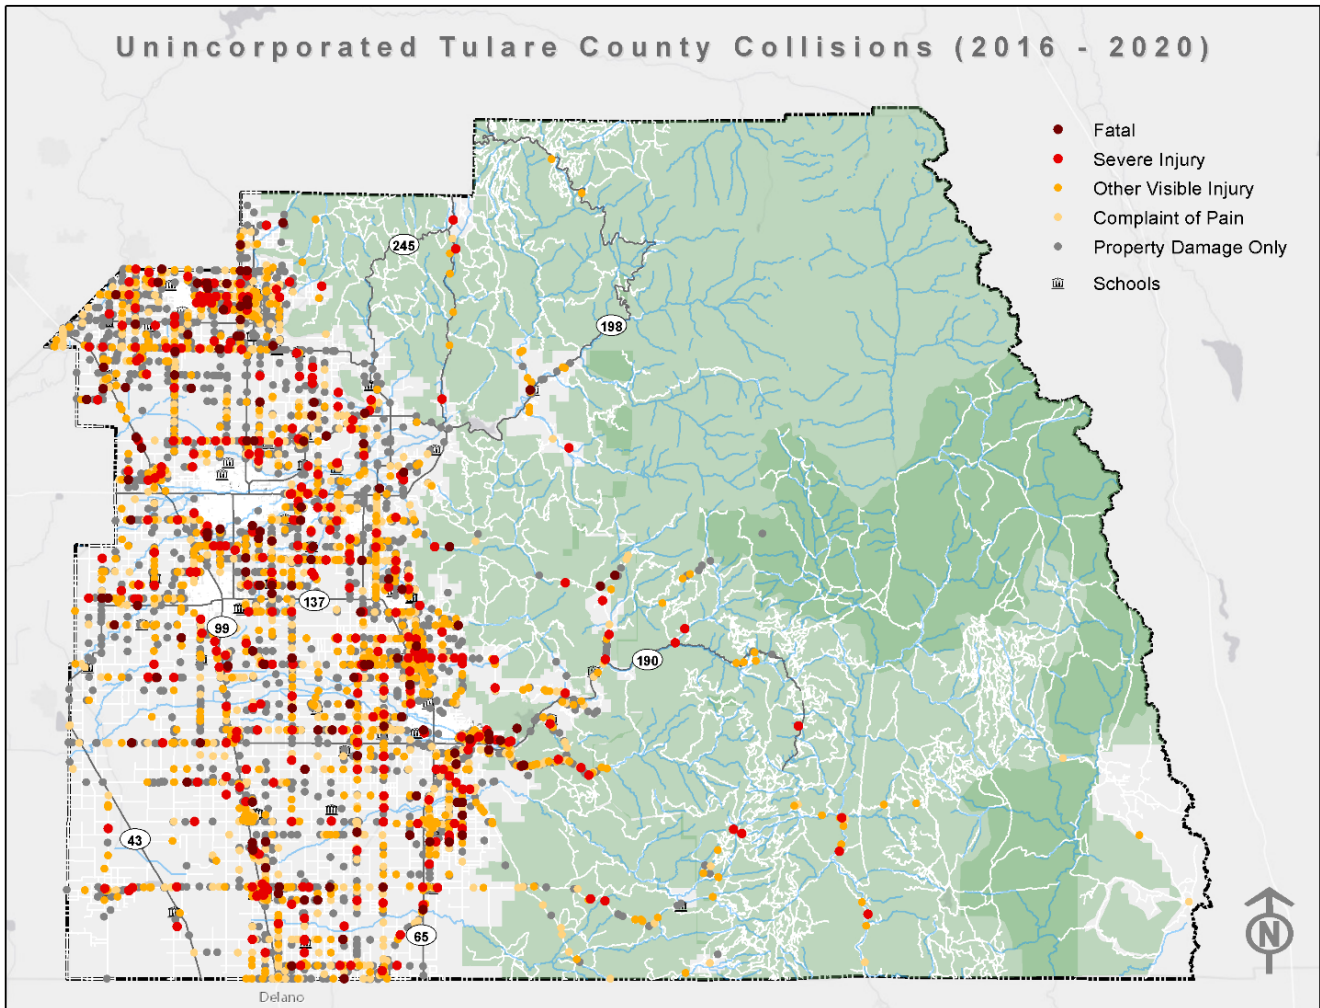 Unincorporated Tulare County Collisions (2016 - 2020)
Fatal
Severe Injury
Other Visible Injury
Complaint of Pain
Property Damage Only
Schools
245
198
137
99
190
43
65
N
Delano